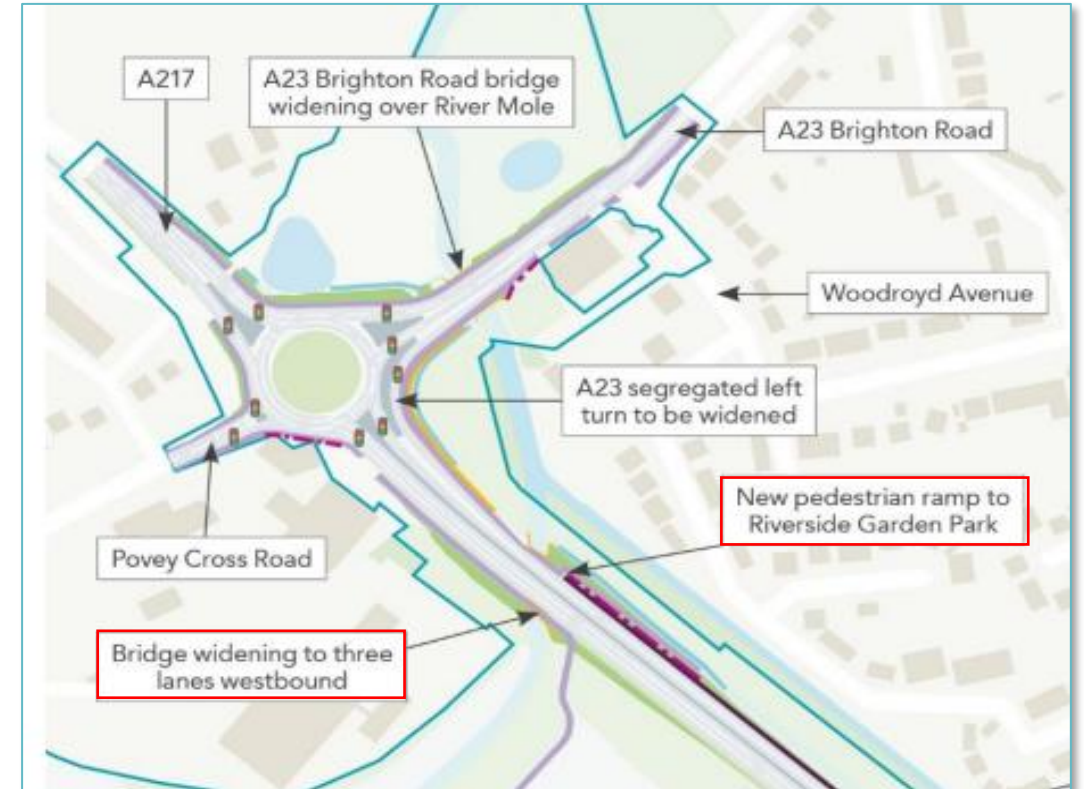 A217
A23 Brighton Road bridge
widening over River Mole
A23 Brighton Road
Woodroyd Avenue
A23 segregated left
turn to be widened
New pedestrian ramp to
Riverside Garden Park
Povey Cross Road
Bridge widening to three
lanes westbound